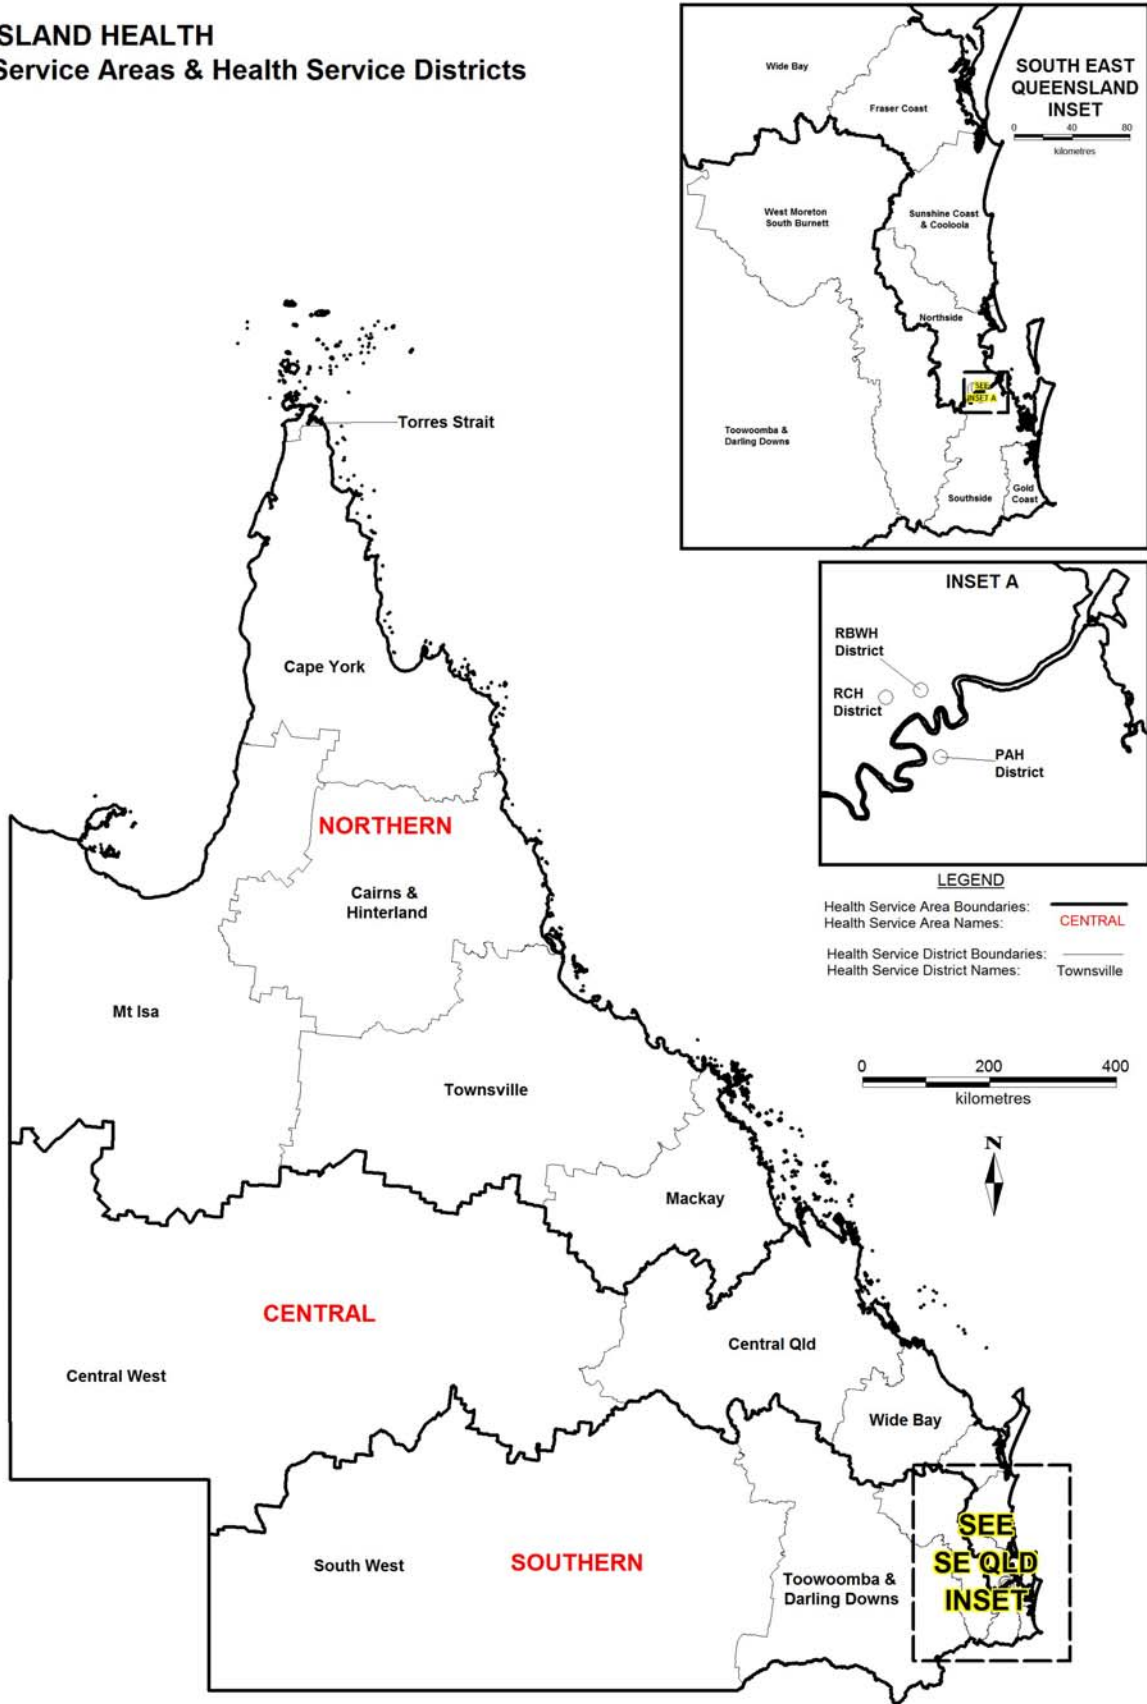 SLAND HEALTH
Service Areas & Health Service Districts
SOUTH EAST
QUEENSLAND
INSET
0 40 80
kilometres
Wide Bay
Fraser Coast
West Moreton
South Burnett
Sunshine Coast
& Cooloola
Northside
SEE
INSET A
Toowoomba &
Darling Downs
Southside
Gold
Coast
INSET A
RBWH
District
RCH
District
PAH
District
LEGEND
Health Service Area Boundaries:
Health Service Area Names: CENTRAL
Health Service District Boundaries:
Health Service District Names: Townsville
0 200 400
kilometres
N
Torres Strait
Cape York
NORTHERN
Cairns &
Hinterland
Mt Isa
Townsville
Mackay
CENTRAL
Central Qld
Central West
Wide Bay
SEE
SE QLD
INSET
South West
SOUTHERN
Toowoomba &
Darling Downs